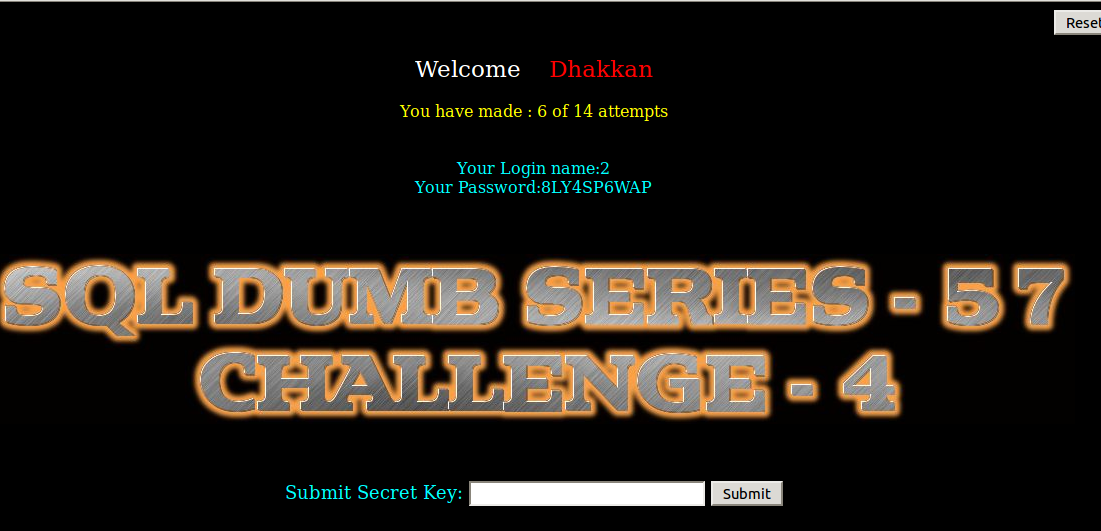 Reset
Welcome Dhakkan
You have made : 6 of 14 attempts
Your Login name:2
Your Password:8LY4SP6WAP
SQL DUMB SERIES - 57
CHALLENGE - 4
Submit Secret Key: Submit